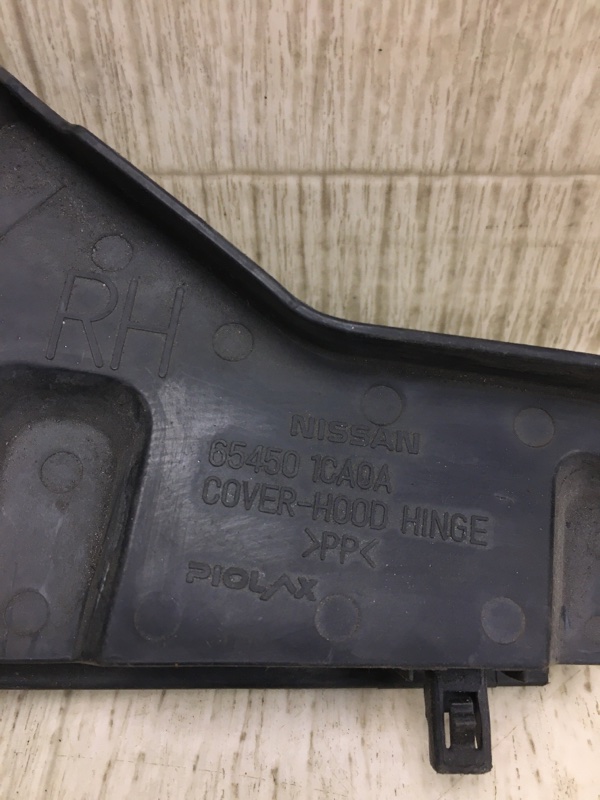 RH
NISSAN
65450 1CA0A
COVER-HOOD HINGE
>PP<
PIOLAX